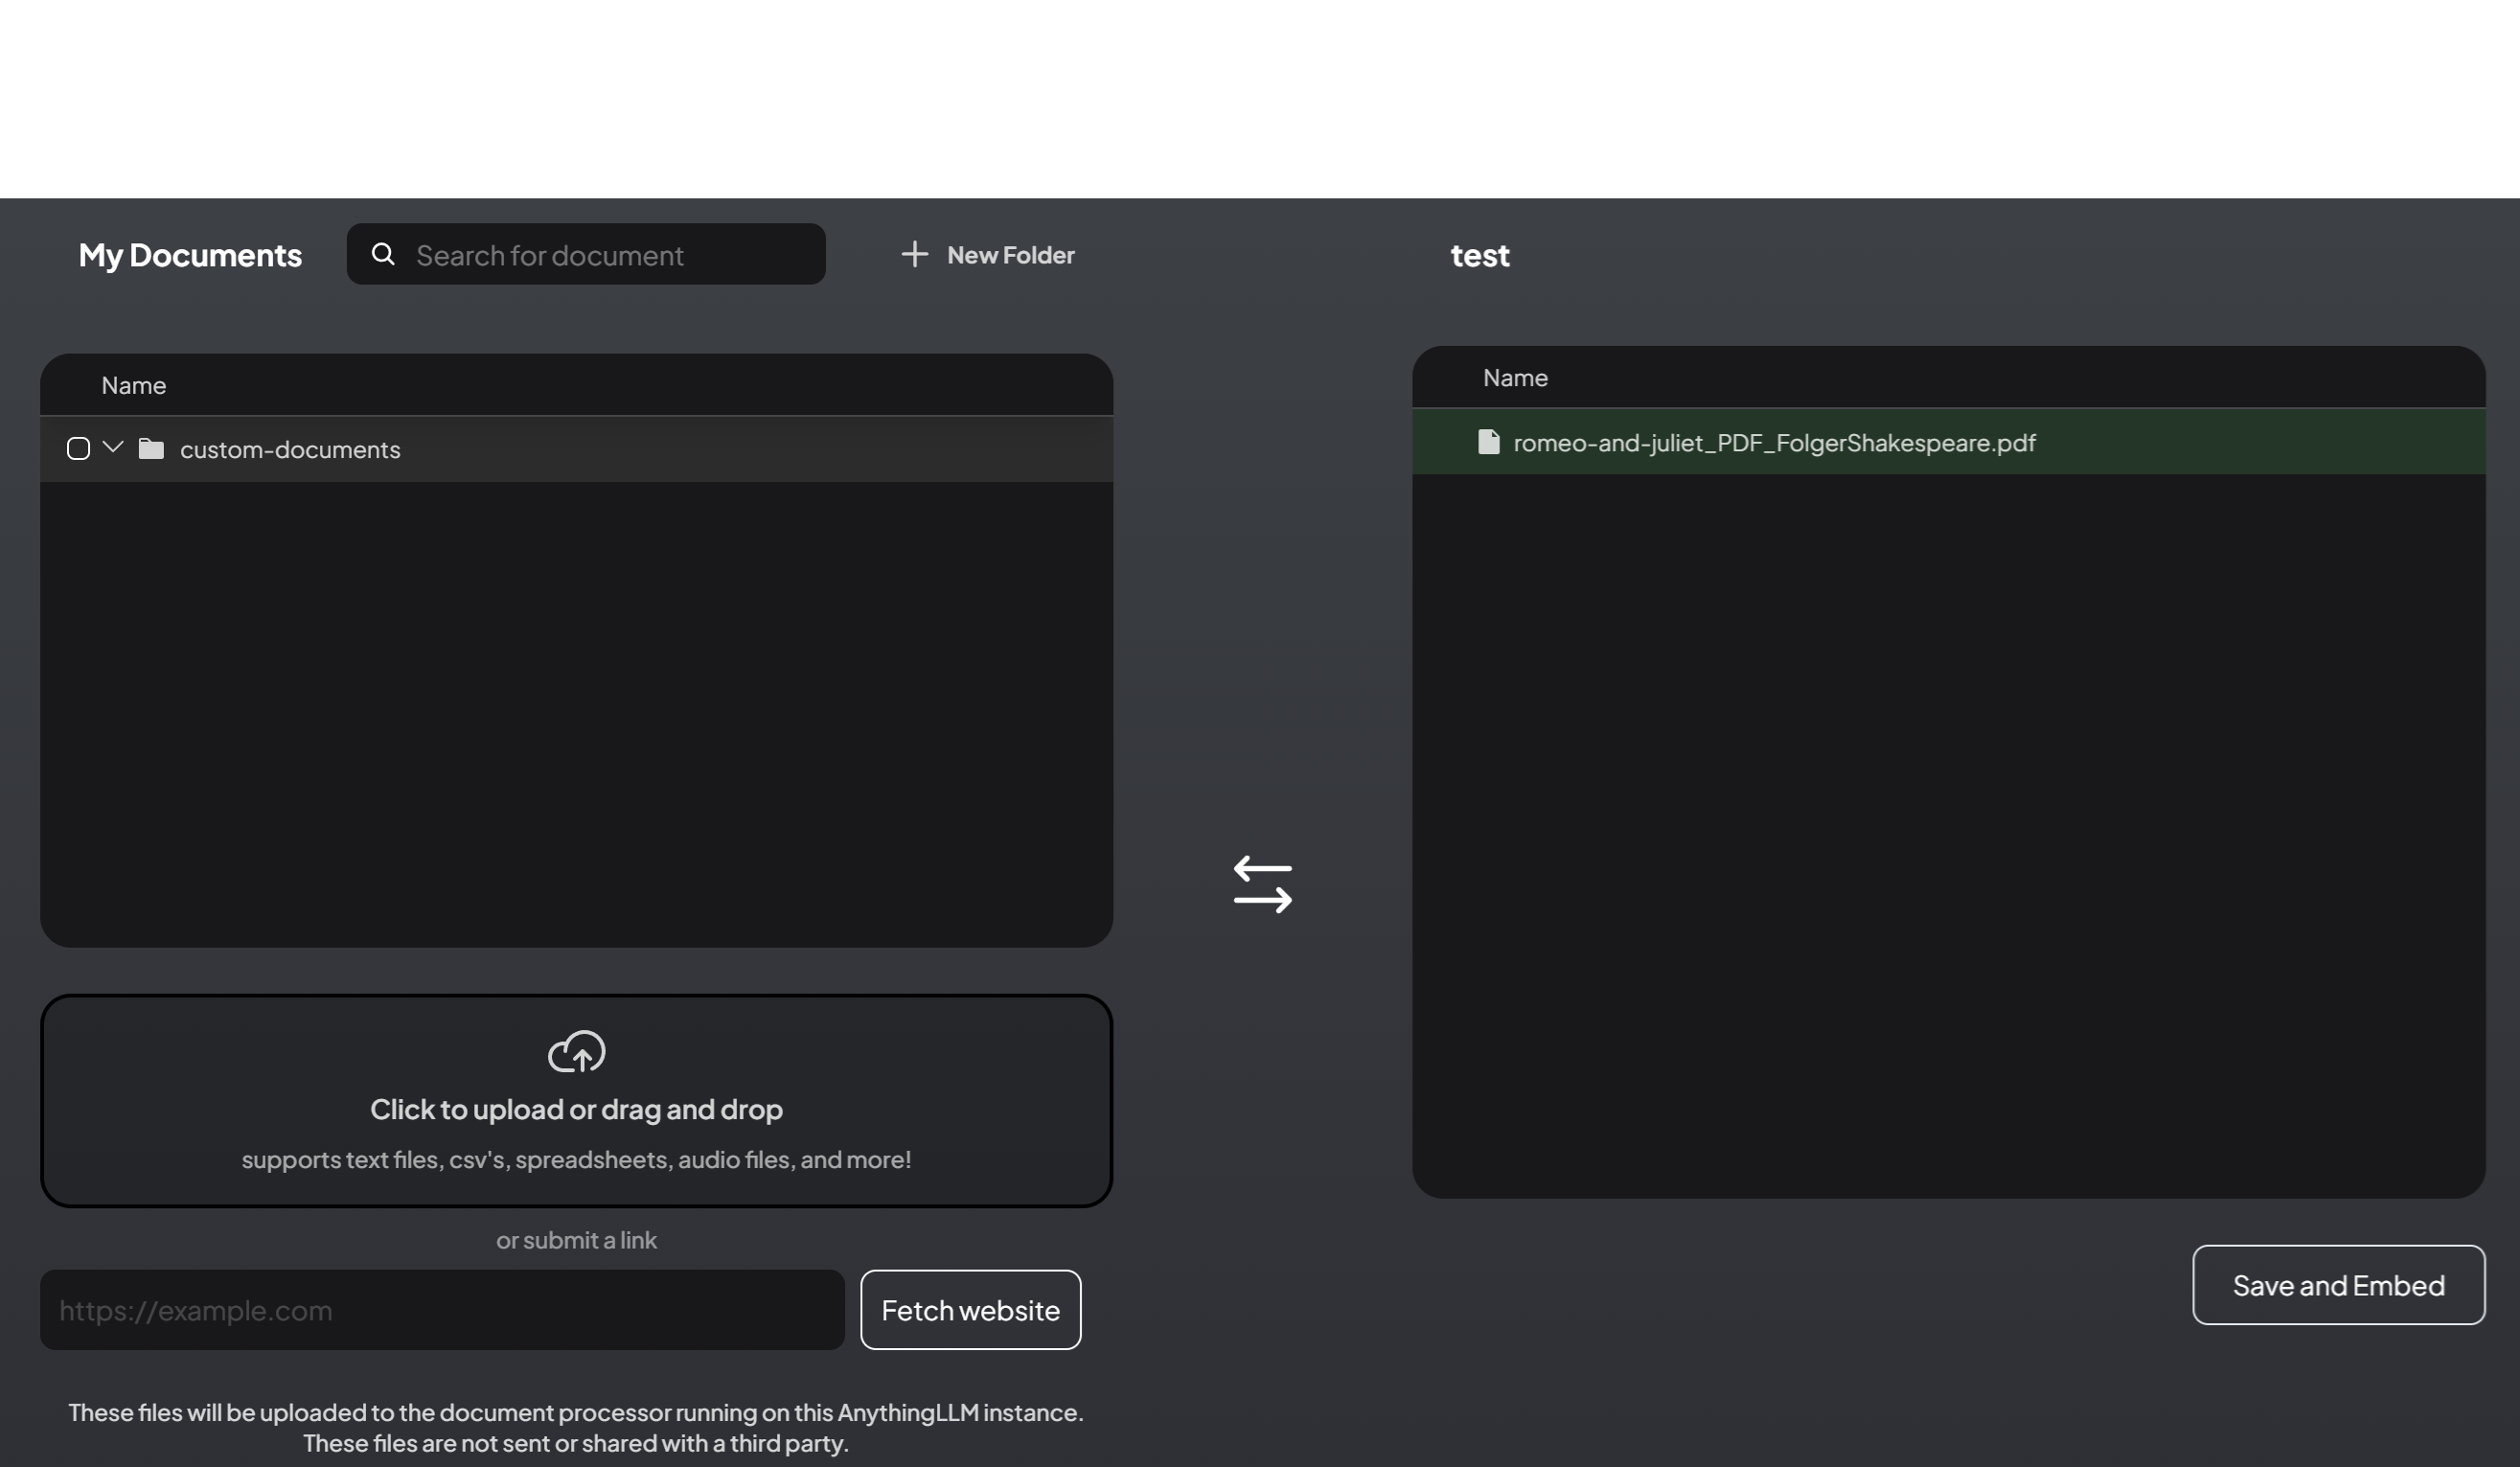 My Documents
Search for document
New Folder
Name
custom-documents
Click to upload or drag and drop
supports text files, csv's, spreadsheets, audio files, and more!
or submit a link
https://example.com
Fetch website
These files will be uploaded to the document processor running on this AnythingLLM instance.
These files are not sent or shared with a third party.
test
Name
romeo-and-juliet_PDF_FolgerShakespeare.pdf
Save and Embed